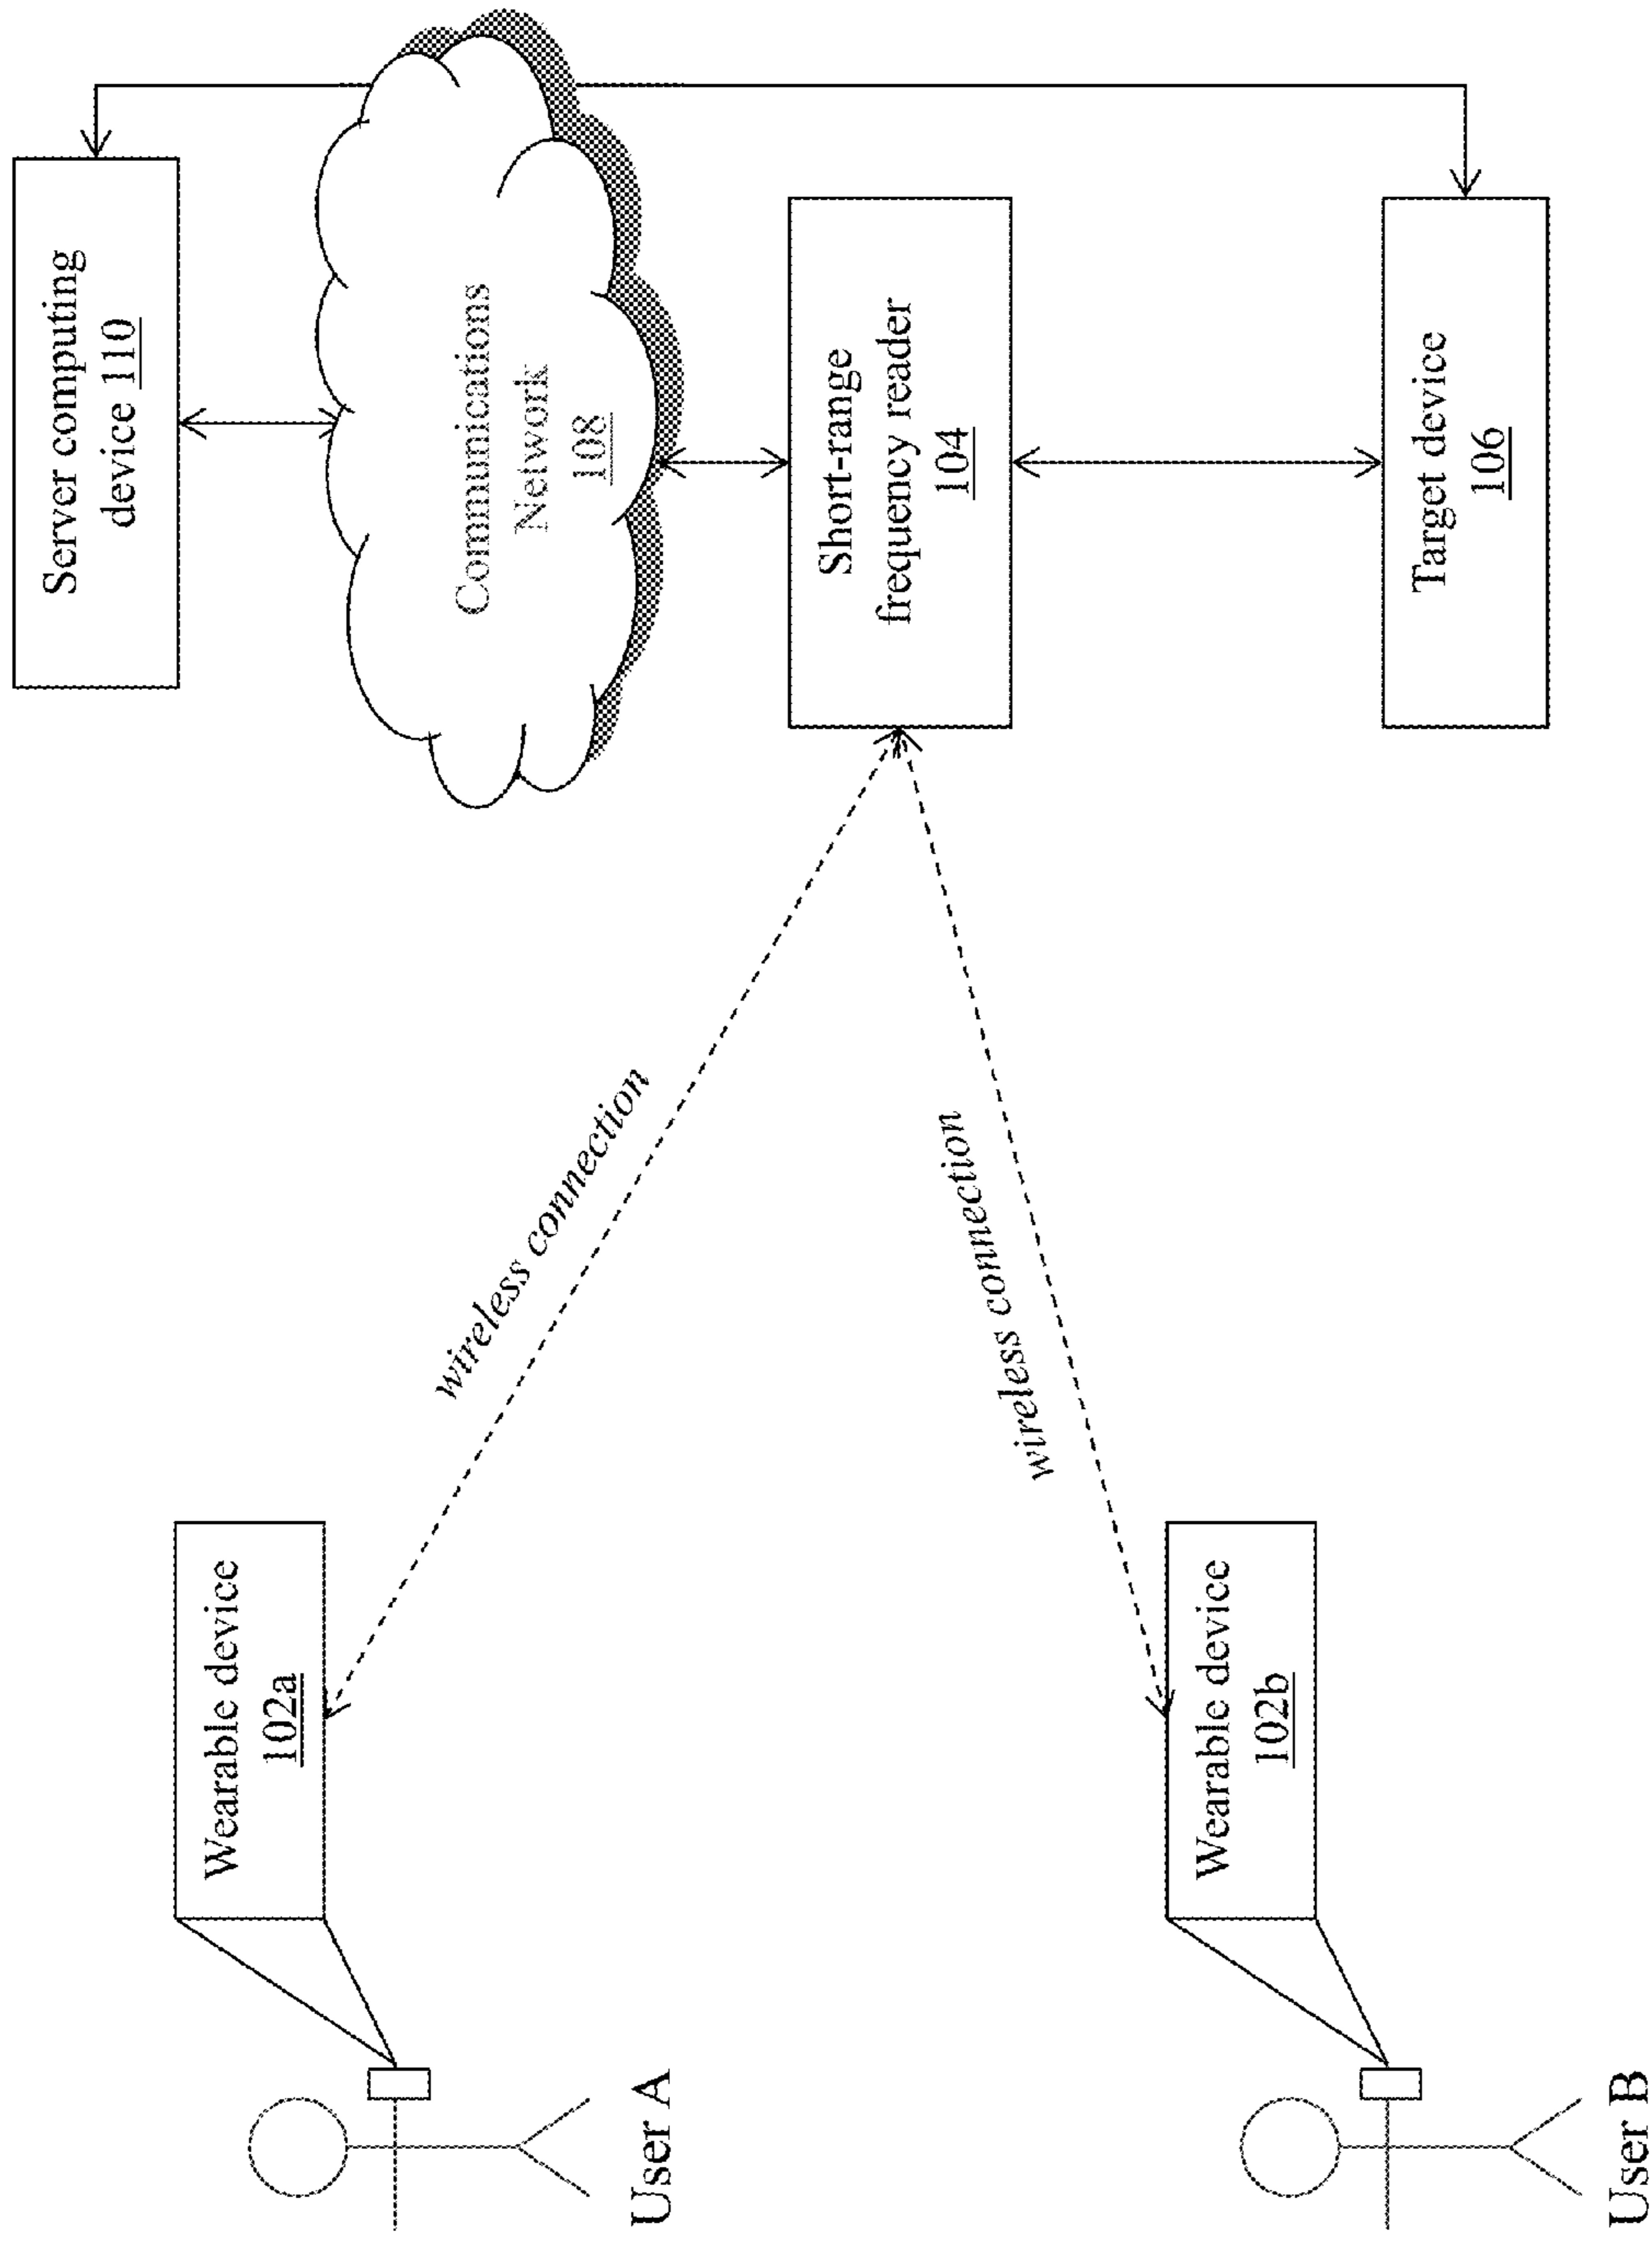 User A
Wearable device
102a
wireless connection
Server computing
device 110
Communications
Network
108
Short-range
frequency reader
104
Target device
106
User B
Wearable device
102b
wireless connection